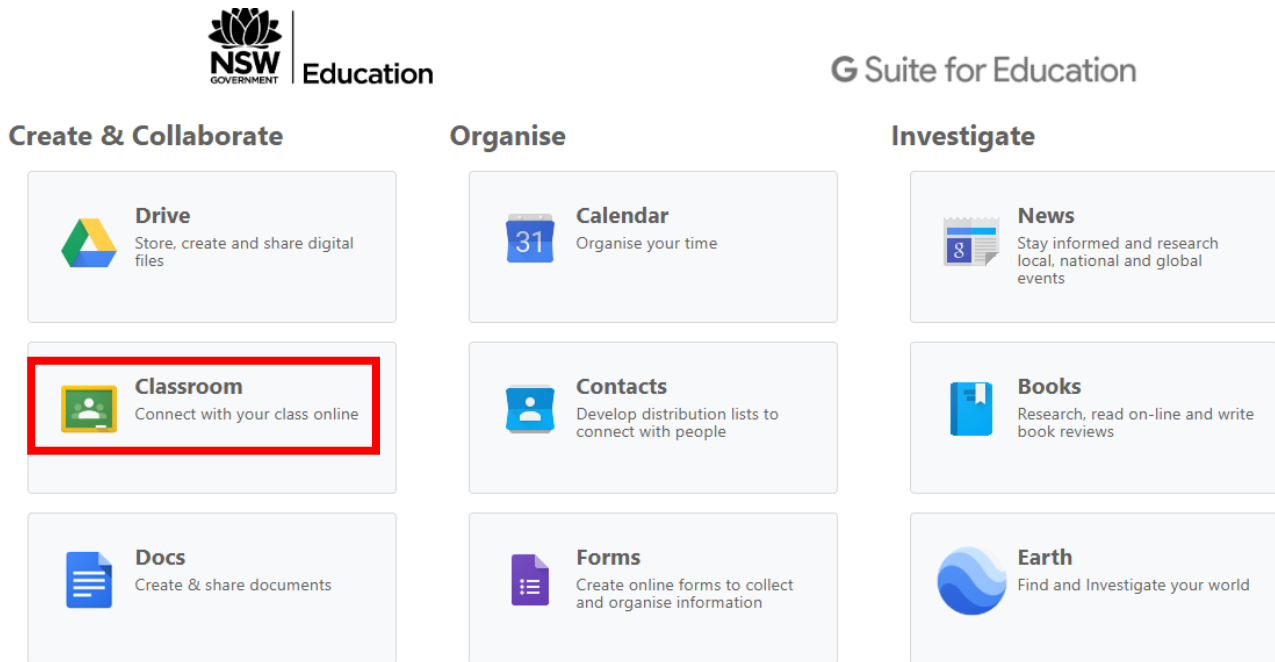 NSW
GOVERNMENT
Education
G Suite for Education
Create & Collaborate
Organise
Investigate
Drive
Store, create and share digital
files
31
Calendar
Organise your time
8
News
Stay informed and research
local, national and global
events
Classroom
Connect with your class online
Contacts
Develop distribution lists to
connect with people
Books
Research, read on-line and write
book reviews
Docs
Create & share documents
Forms
Create online forms to collect
and organise information
Earth
Find and Investigate your world